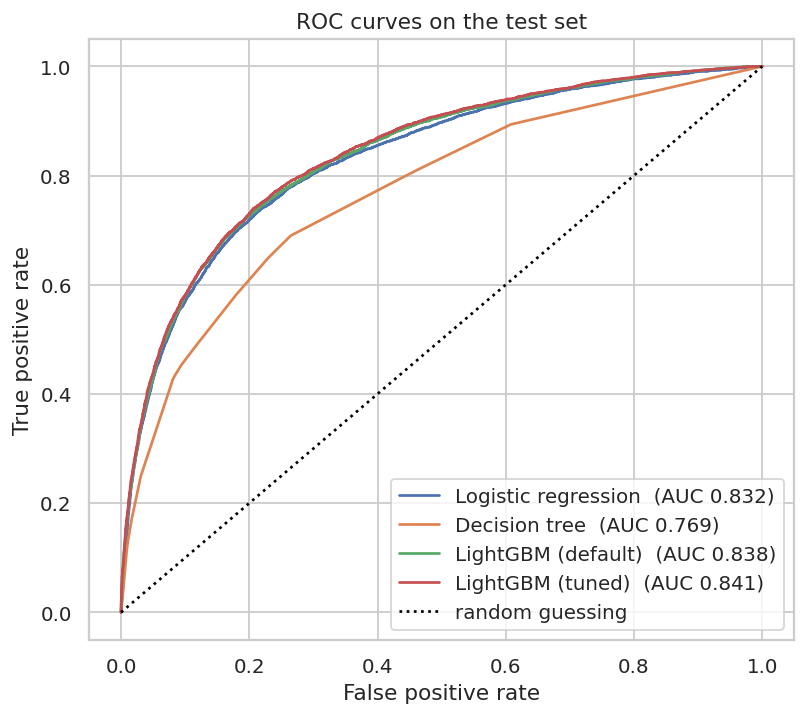 ROC curves on the test set
True positive rate
1.0
0.8
0.6
0.4
0.2
0.0
Logistic regression  (AUC 0.832)
Decision tree  (AUC 0.769)
LightGBM (default)  (AUC 0.838)
LightGBM (tuned)  (AUC 0.841)
random guessing
0.0 0.2 0.4 0.6 0.8 1.0
False positive rate